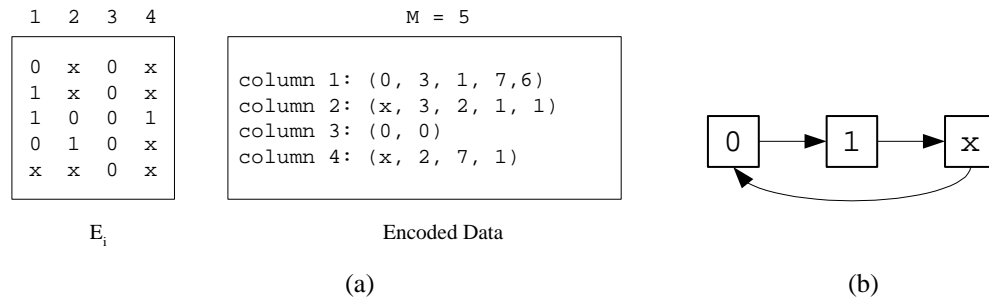 1 2 3 4
M = 5
0 x 0 x
1 x 0 x
1 0 0 1
0 1 0 x
x x 0 x
column 1: (0, 3, 1, 7,6)
column 2: (x, 3, 2, 1, 1)
column 3: (0, 0)
column 4: (x, 2, 7, 1)
0 1 x
E_i
Encoded Data
(a)
(b)